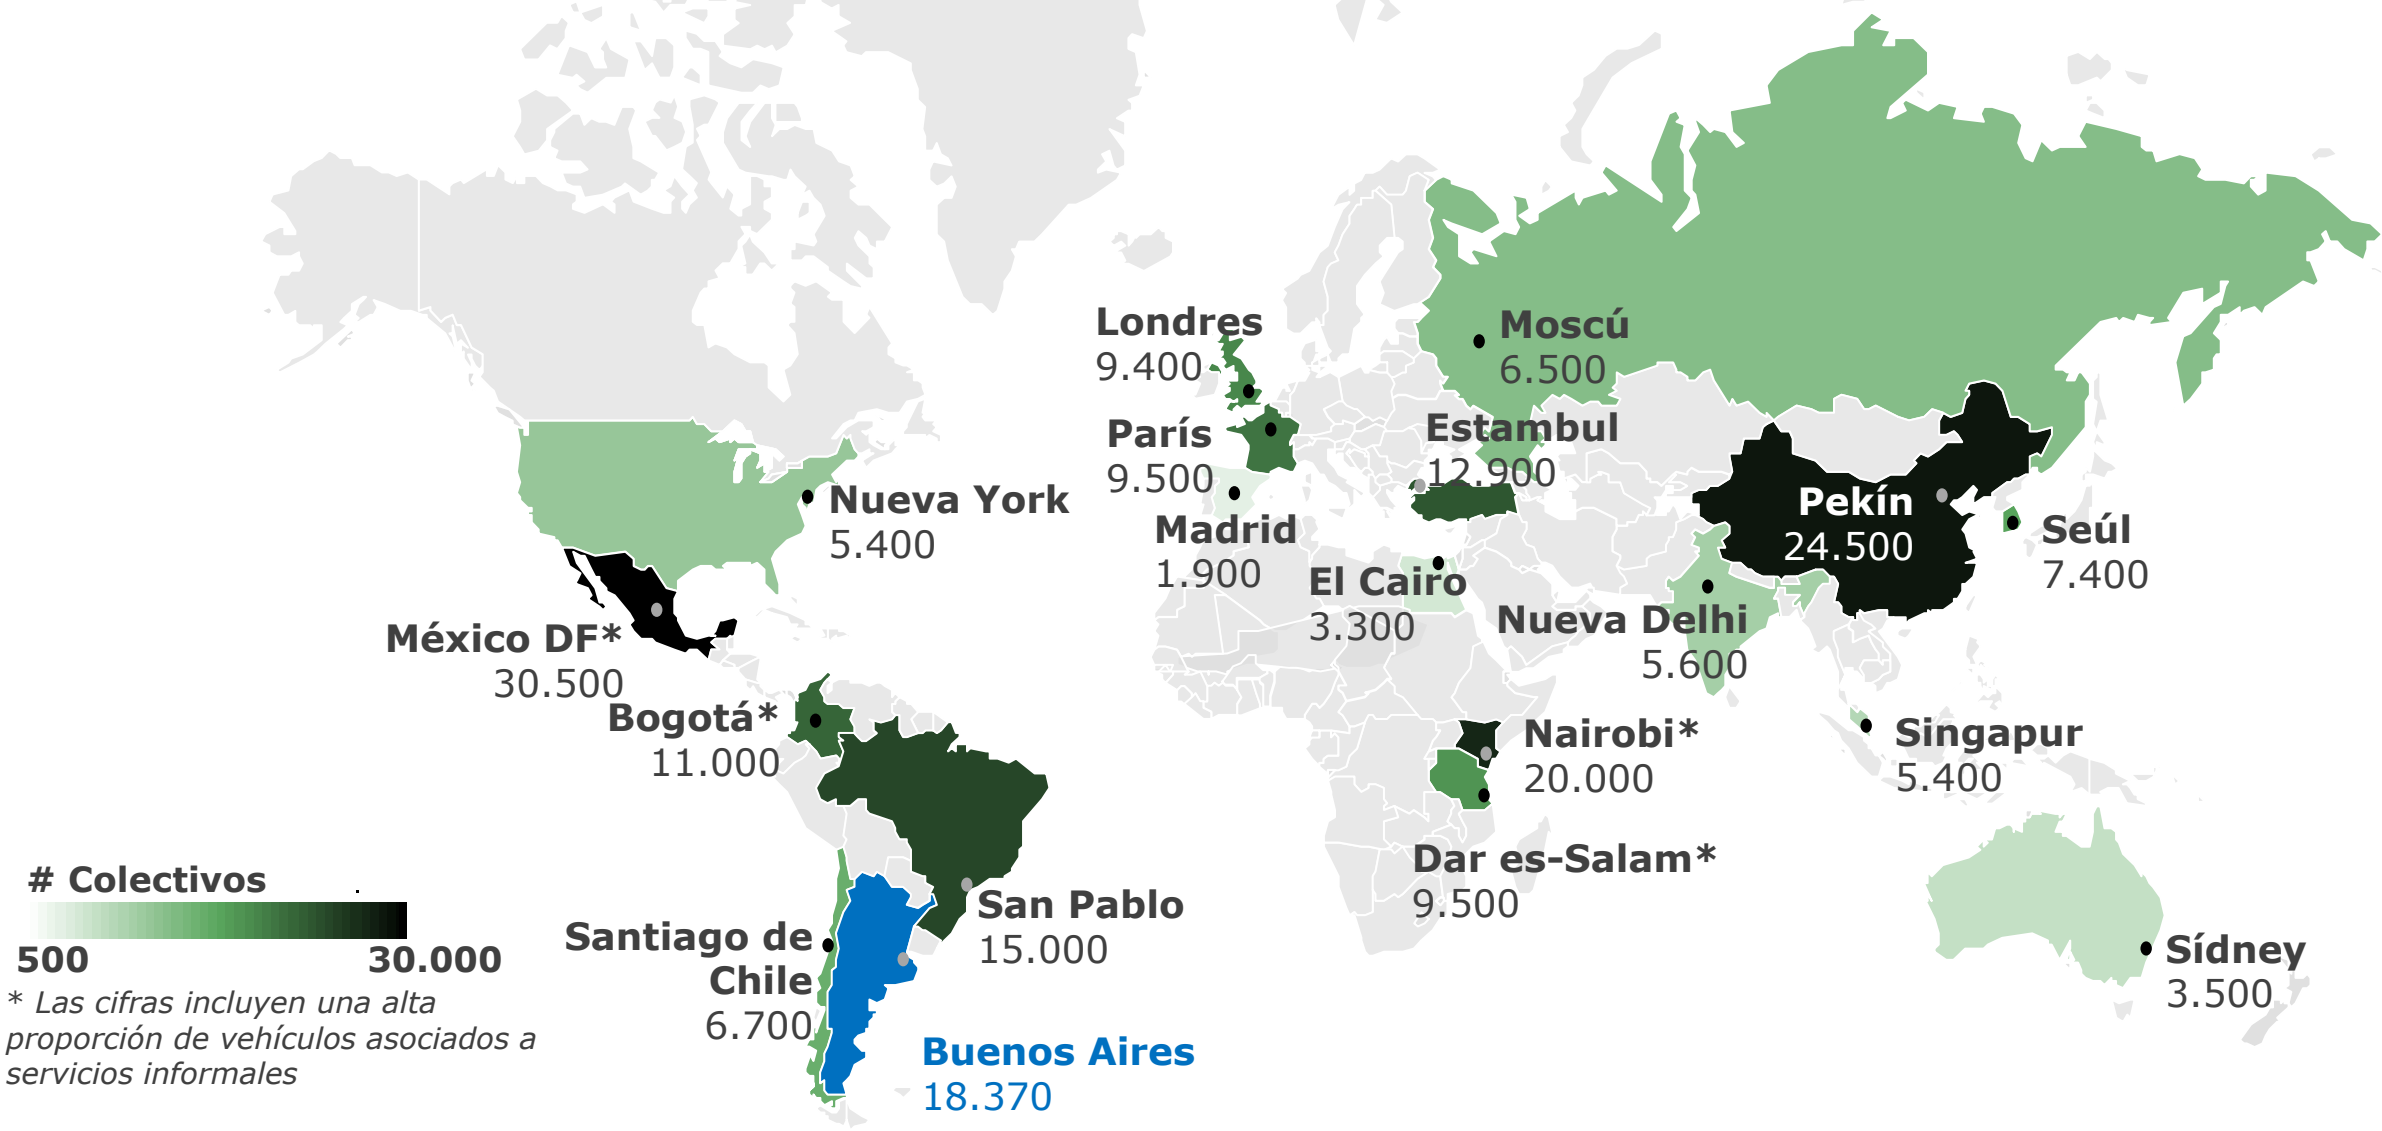 Londres
9.400
Moscú
6.500
París
9.500
Estambul
12.900
Nueva York
5.400
Madrid
1.900
Pekín
24.500
Seúl
7.400
El Cairo
3.300
Nueva Delhi
5.600
México DF*
30.500
Bogotá*
11.000
Nairobi*
20.000
Singapur
5.400
Dar es-Salam*
9.500
San Pablo
15.000
Santiago de
Chile
6.700
Sídney
3.500
Buenos Aires
18.370
# Colectivos
500
30.000
* Las cifras incluyen una alta
proporción de vehículos asociados a
servicios informales